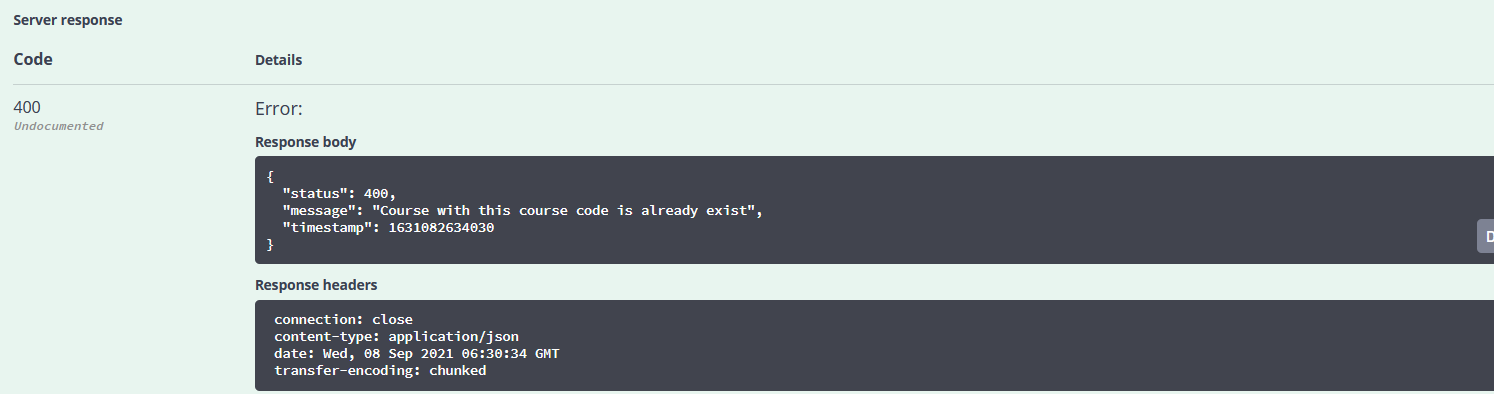 Server response
Code Details
400 Error:
Undocumented
Response body
{
  "status": 400,
  "message": "Course with this course code is already exist",
  "timestamp": 1631082634030
}
D
Response headers
connection: close
content-type: application/json
date: Wed, 08 Sep 2021 06:30:34 GMT
transfer-encoding: chunked